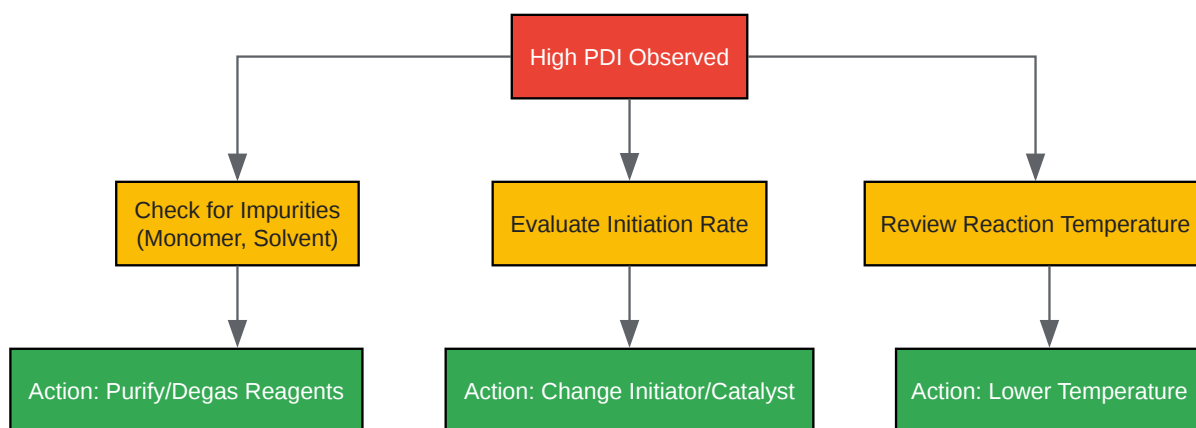 High PDI Observed
Check for Impurities
(Monomer, Solvent)
Evaluate Initiation Rate
Review Reaction Temperature
Action: Purify/Degas Reagents
Action: Change Initiator/Catalyst
Action: Lower Temperature